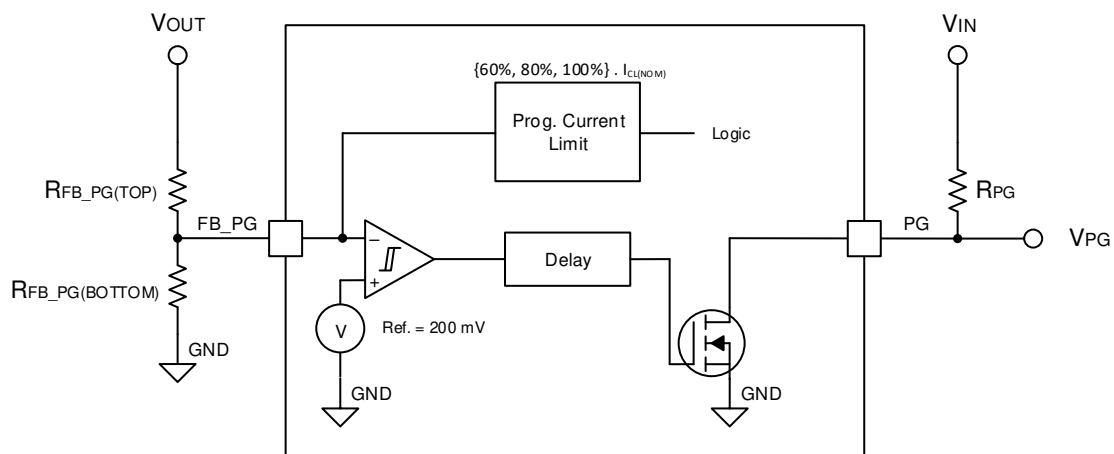 VOUT
VIN
{60%, 80%, 100%} . ICL(NOM)
Prog. Current
Limit
Logic
RFB_PG(TOP)
RPG
FB_PG
PG
VPG
−
+
Delay
RFB_PG(BOTTOM)
V
Ref. = 200 mV
GND
GND
GND